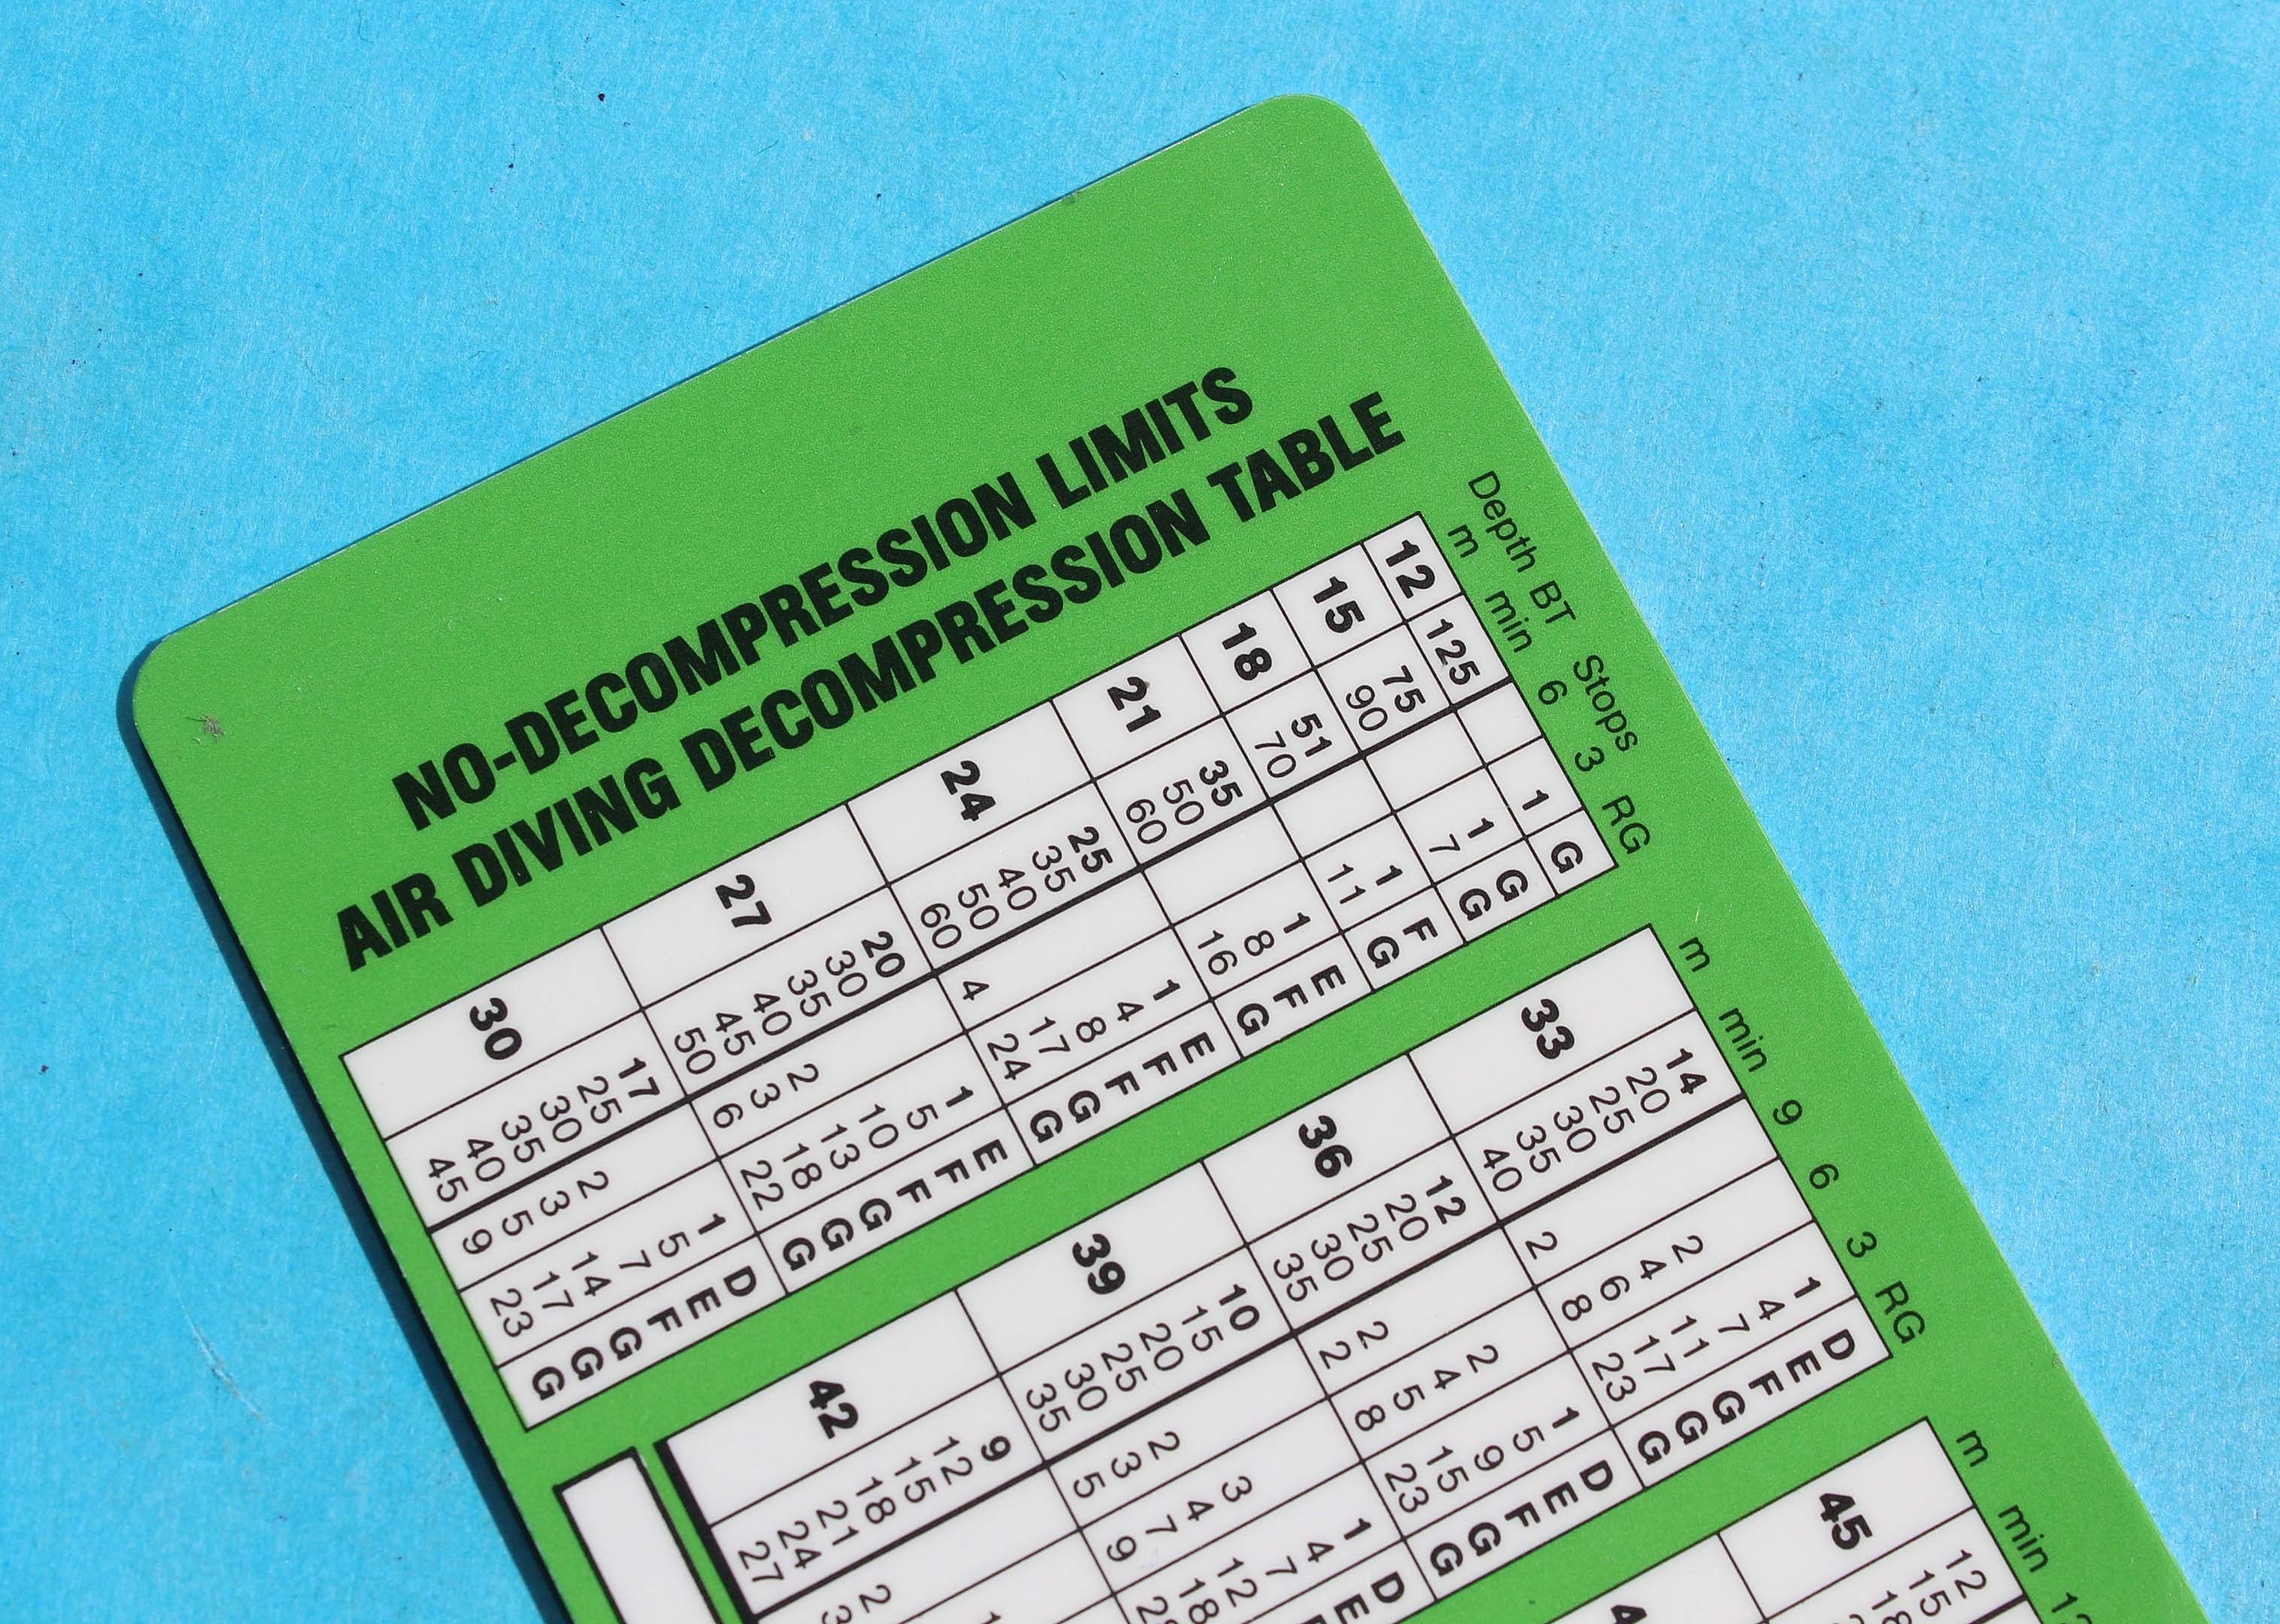 NO-DECOMPRESSION LIMITS
AIR DIVING DECOMPRESSION TABLE
Depth BT Stops
m min 6 3 RG
12 125 1 G
15 75 1 G
90 7 G
18 51 1 F
70 11 G
21 35 1 E
50 8 F
60 16 G
24 25 1 E
35 4 F
40 8 F
50 17 G
60 4 24 G
27 20 1 E
30 5 F
35 10 F
40 2 13 G
45 3 18 G
50 6 22 G
30 17 1 D
25 5 E
30 2 7 F
35 3 14 G
40 5 17 G
45 9 23 G
m min 9 6 3 RG
33 14 1 D
20 4 E
25 2 7 F
30 4 11 G
35 6 17 G
40 2 8 23 G
36 12 1 D
20 2 5 E
25 4 9 F
30 2 5 15 G
35 2 8 23 G
39 10 1 D
15 4 E
20 3 7
25 2 4 12
30 3 7 18
35 5 9
42 9
12
15
18
21 2
24
27
m min
45 12
15
18